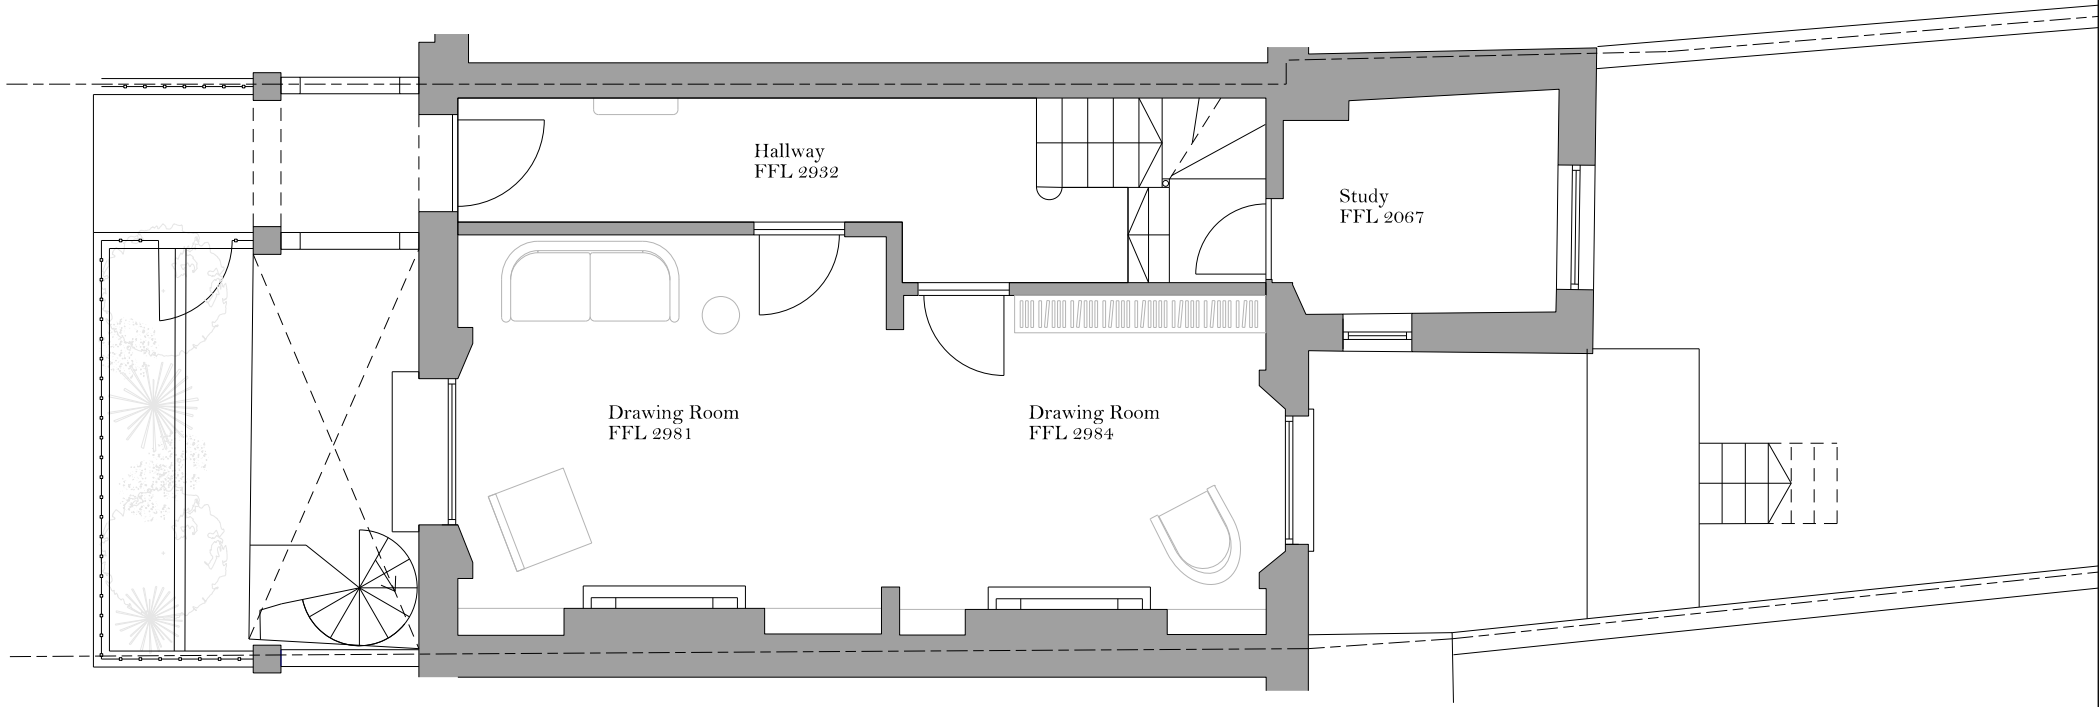 Hallway
FFL 2932
Study
FFL 2067
Drawing Room
FFL 2981
Drawing Room
FFL 2984